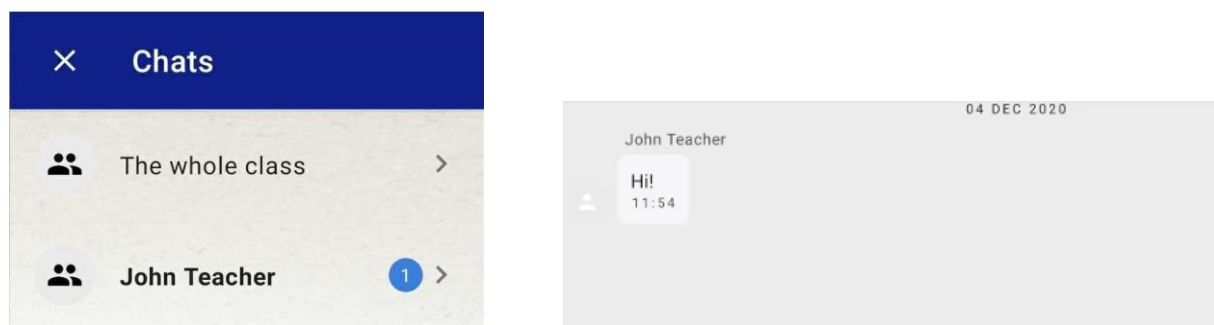 Chats
The whole class
John Teacher 1
04 DEC 2020
John Teacher
Hi!
11:54